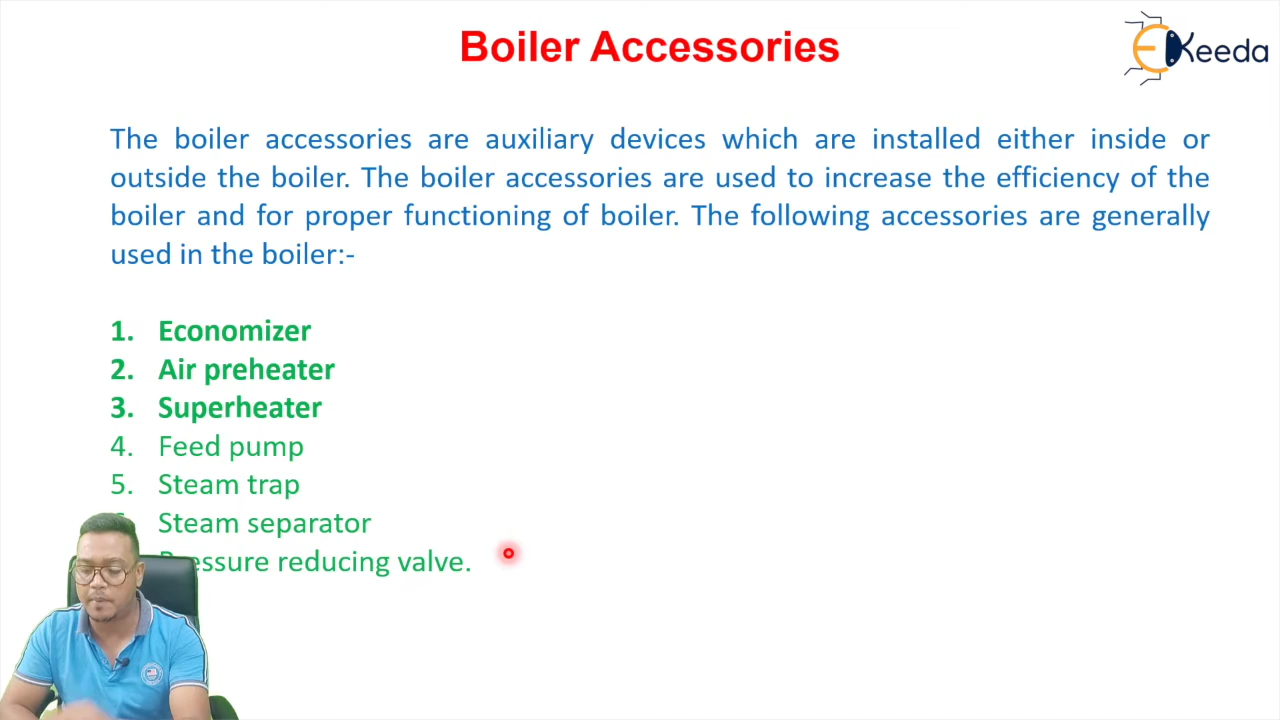 Boiler Accessories
EKeeda
The boiler accessories are auxiliary devices which are installed either inside or
outside the boiler. The boiler accessories are used to increase the efficiency of the
boiler and for proper functioning of boiler. The following accessories are generally
used in the boiler:-
1. Economizer
2. Air preheater
3. Superheater
4. Feed pump
5. Steam trap
Steam separator
reducing valve.